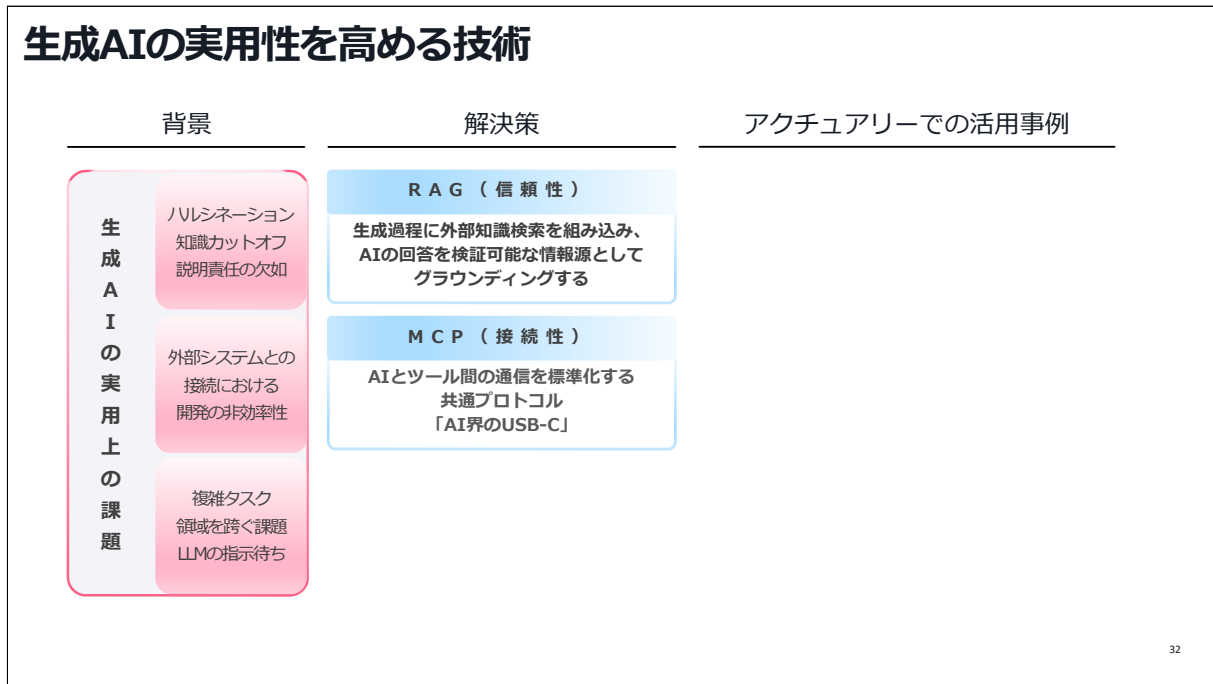 生成AIの実用性を高める技術
背景
解決策
アクチュアリーでの活用事例
生成AIの実用上の課題
ハルシネーション
知識カットオフ
説明責任の欠如
RAG（信頼性）
生成過程に外部知識検索を組み込み、
AIの回答を検証可能な情報源として
グラウンディングする
外部システムとの
接続における
開発の非効率性
MCP（接続性）
AIとツール間の通信を標準化する
共通プロトコル
「AI界のUSB-C」
複雑タスク
領域を跨ぐ課題
LLMの指示待ち
32